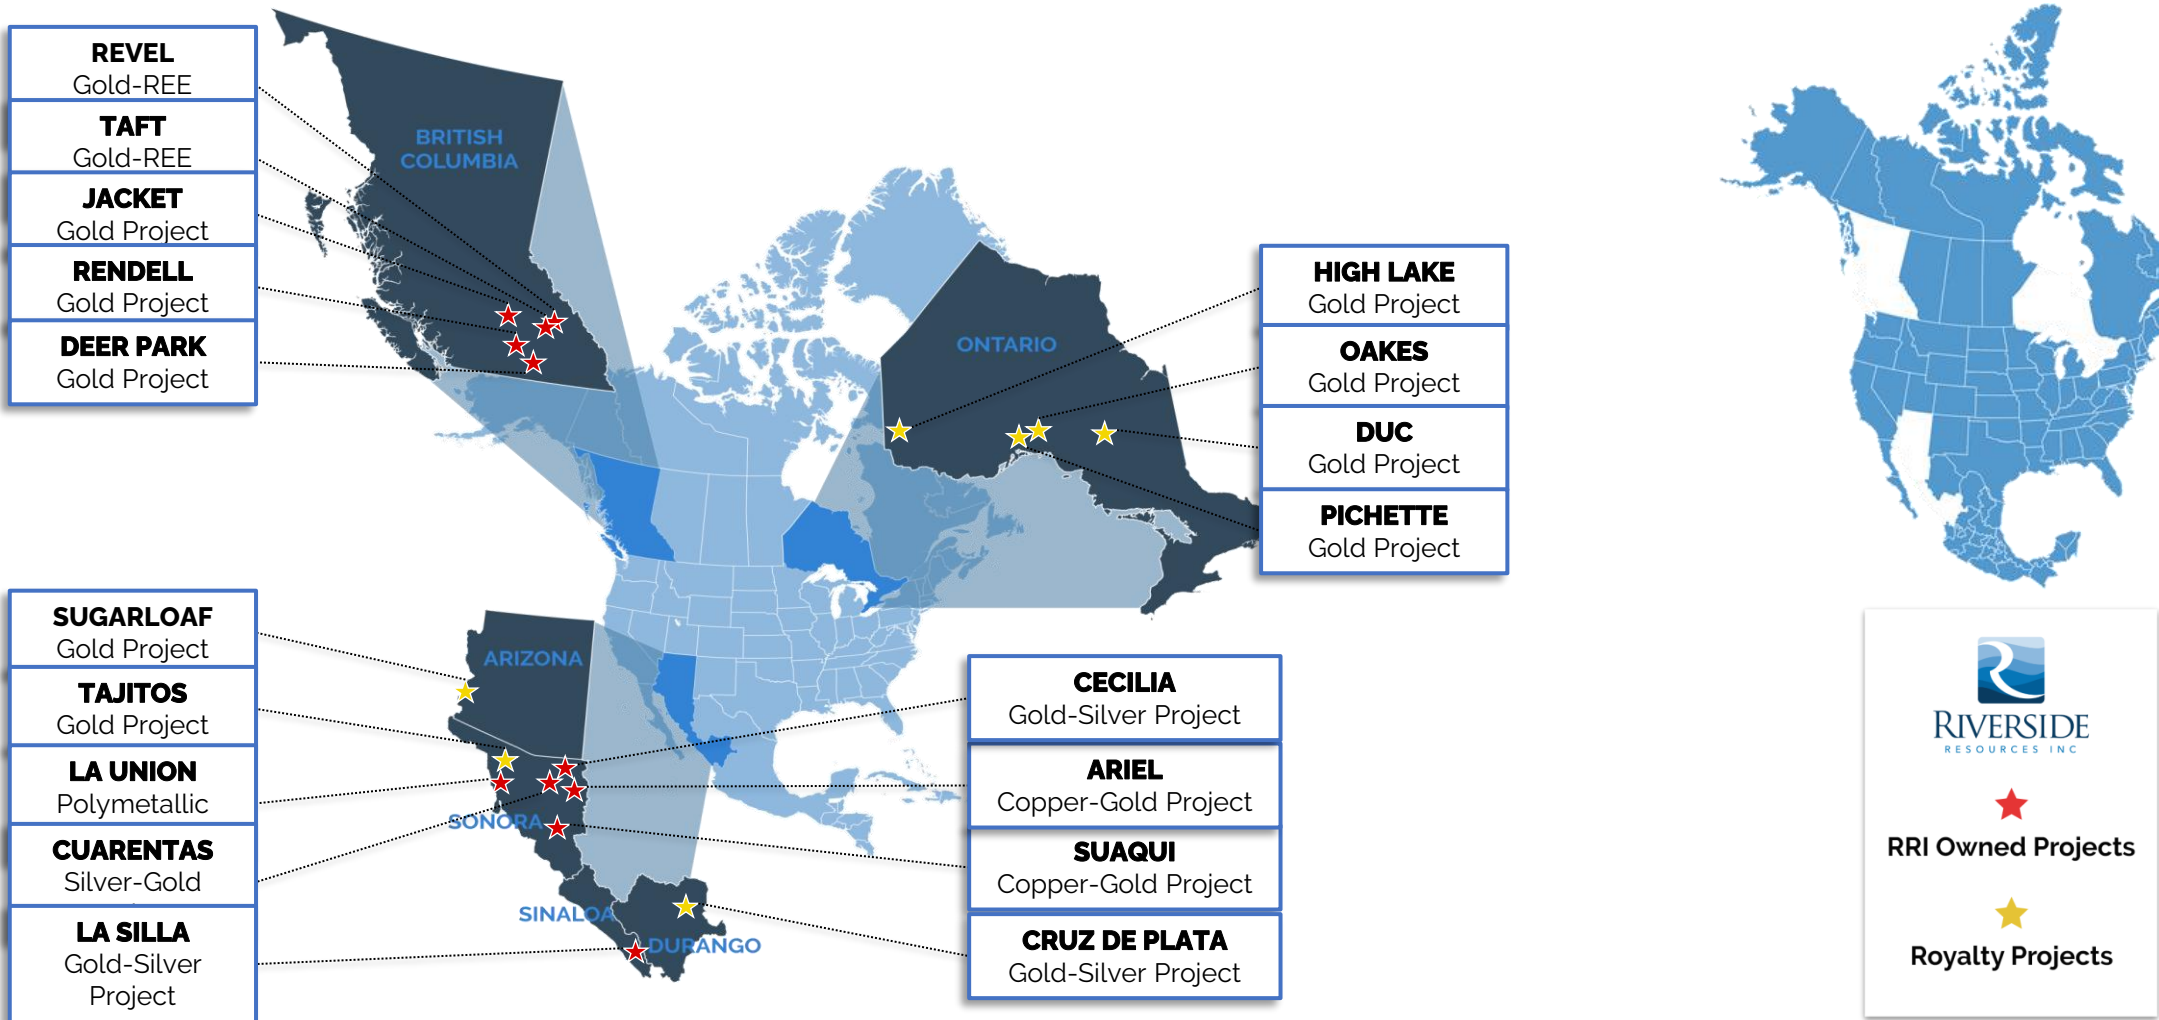 REVEL
Gold-REE
TAFT
Gold-REE
JACKET
Gold Project
RENDELL
Gold Project
DEER PARK
Gold Project
BRITISH
COLUMBIA
ONTARIO
HIGH LAKE
Gold Project
OAKES
Gold Project
DUC
Gold Project
PICHETTE
Gold Project
SUGARLOAF
Gold Project
TAJITOS
Gold Project
LA UNION
Polymetallic
CUARENTAS
Silver-Gold
LA SILLA
Gold-Silver
Project
ARIZONA
SONORA
SINALOA
DURANGO
CECILIA
Gold-Silver Project
ARIEL
Copper-Gold Project
SUAQUI
Copper-Gold Project
CRUZ DE PLATA
Gold-Silver Project
RIVERSIDE
RESOURCES INC
RRI Owned Projects
Royalty Projects